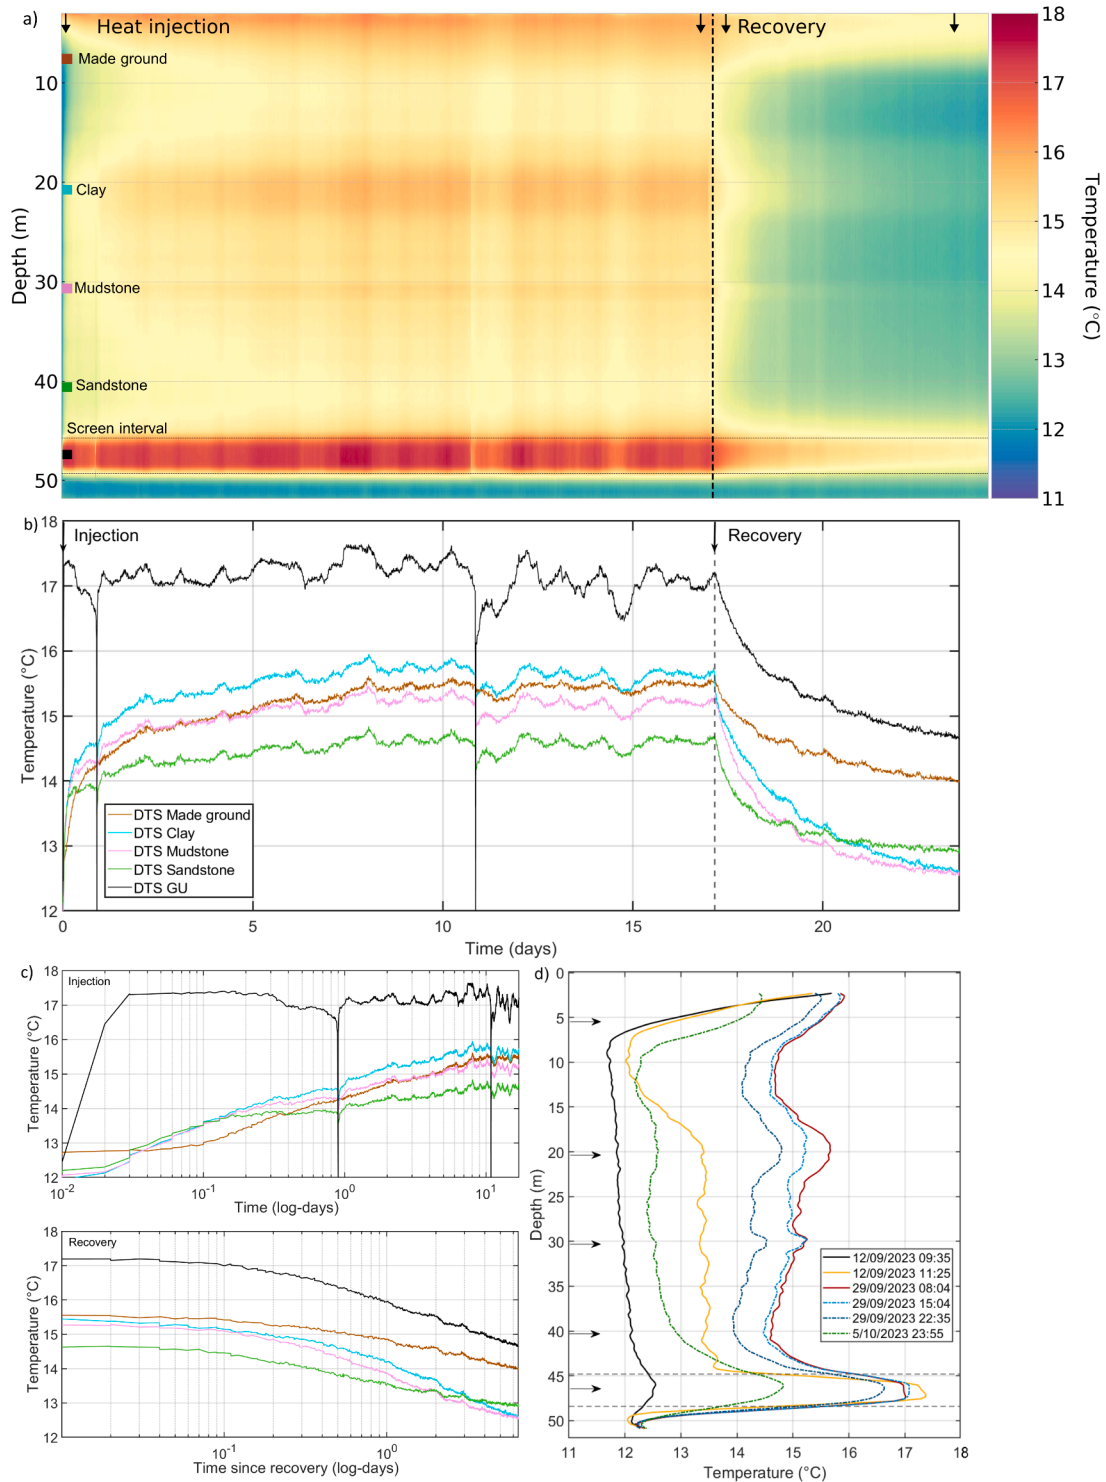 a)
Heat injection
Recovery
Made ground
Clay
Mudstone
Sandstone
Screen interval
10
20
30
40
50
Depth (m)
18
17
16
15
14
13
12
11
Temperature (°C)
b)
Injection
Recovery
18
17
16
15
14
13
12
Temperature (°C)
DTS Made ground
DTS Clay
DTS Mudstone
DTS Sandstone
DTS GU
0
5
10
15
20
Time (days)
c)
Injection
18
17
16
15
14
13
12
Temperature (°C)
10-2
10-1
100
101
Time (log-days)
Recovery
18
17
16
15
14
13
12
Temperature (°C)
10-1
100
Time since recovery (log-days)
d)
0
5
10
15
20
25
30
35
40
45
50
Depth (m)
12/09/2023 09:35
12/09/2023 11:25
29/09/2023 08:04
29/09/2023 15:04
29/09/2023 22:35
5/10/2023 23:55
11
12
13
14
15
16
17
18
Temperature (°C)